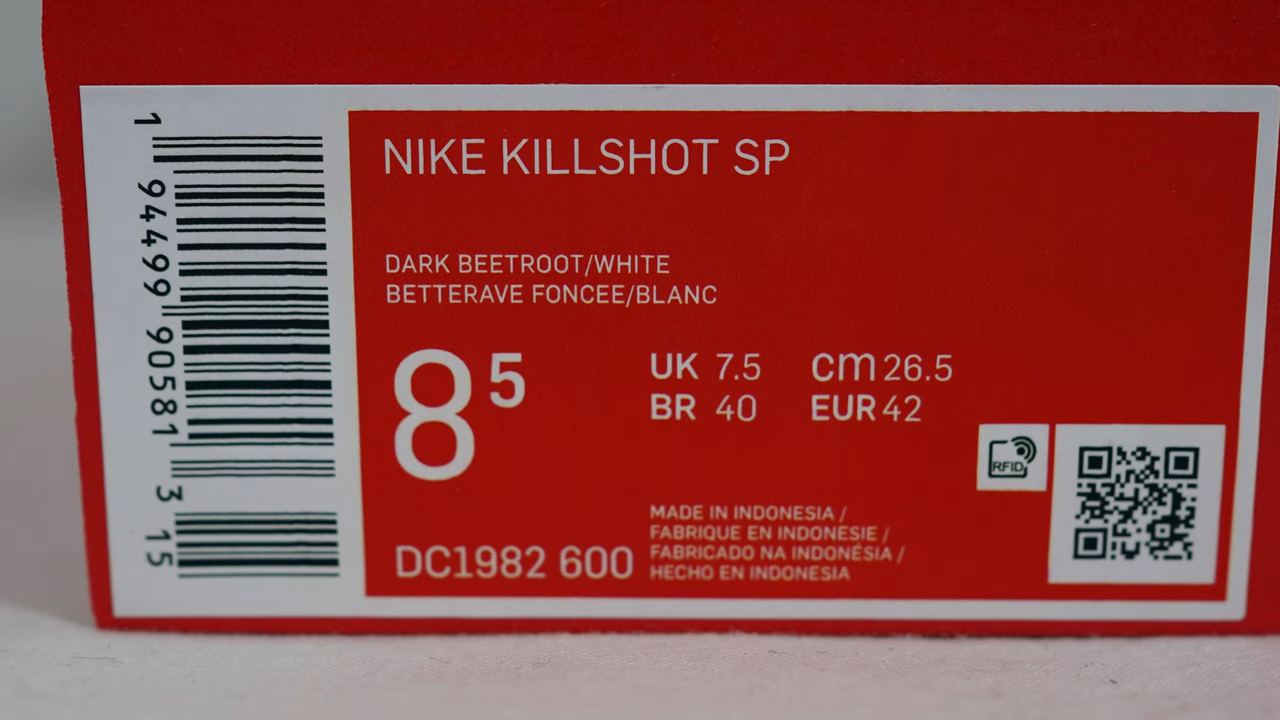 1 94499 90581 3 15
NIKE KILLSHOT SP
DARK BEETROOT/WHITE
BETTERAVE FONCEE/BLANC
8 5
UK 7.5 cm 26.5
BR 40 EUR 42
RFID
DC1982 600
MADE IN INDONESIA /
FABRIQUE EN INDONESIE /
FABRICADO NA INDONÉSIA /
HECHO EN INDONESIA